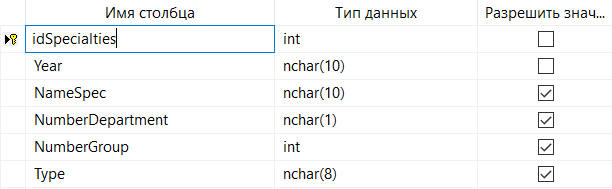 Имя столбца Тип данных Разрешить знач...
idSpecialties int
Year nchar(10)
NameSpec nchar(10)
NumberDepartment nchar(1)
NumberGroup int
Type nchar(8)